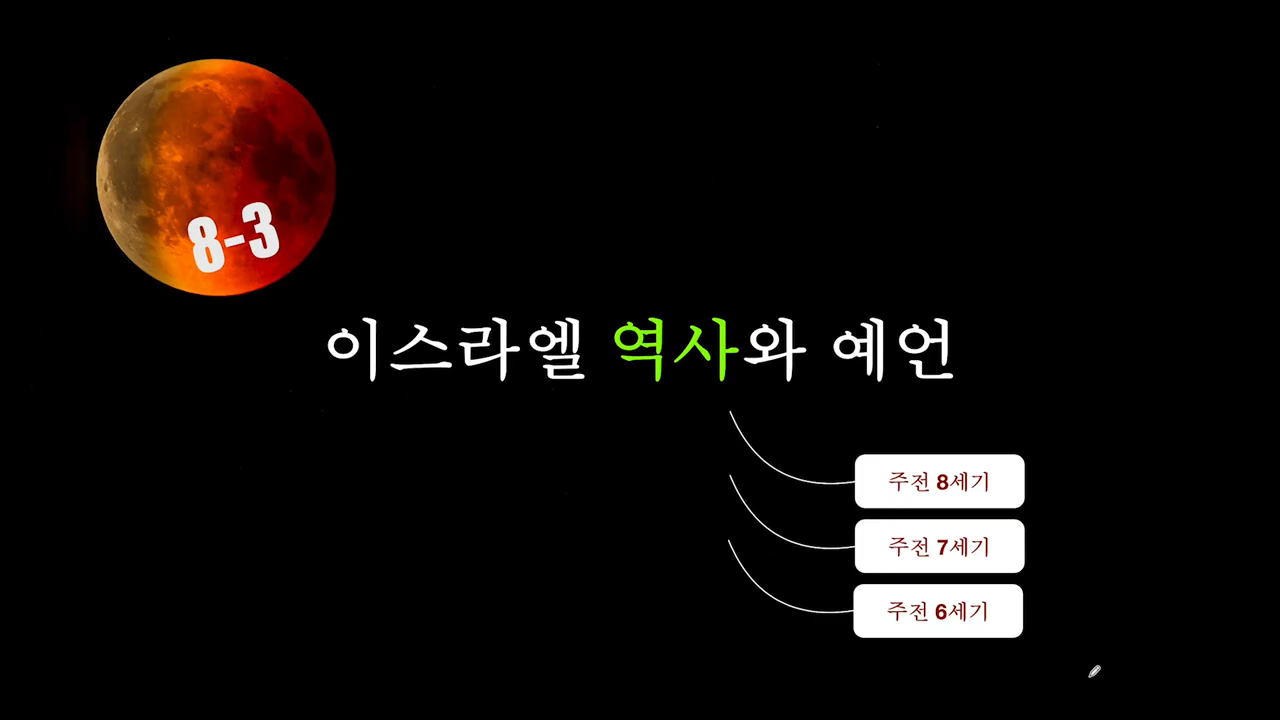 8-3
이스라엘 역사와 예언
주전 8세기
주전 7세기
주전 6세기